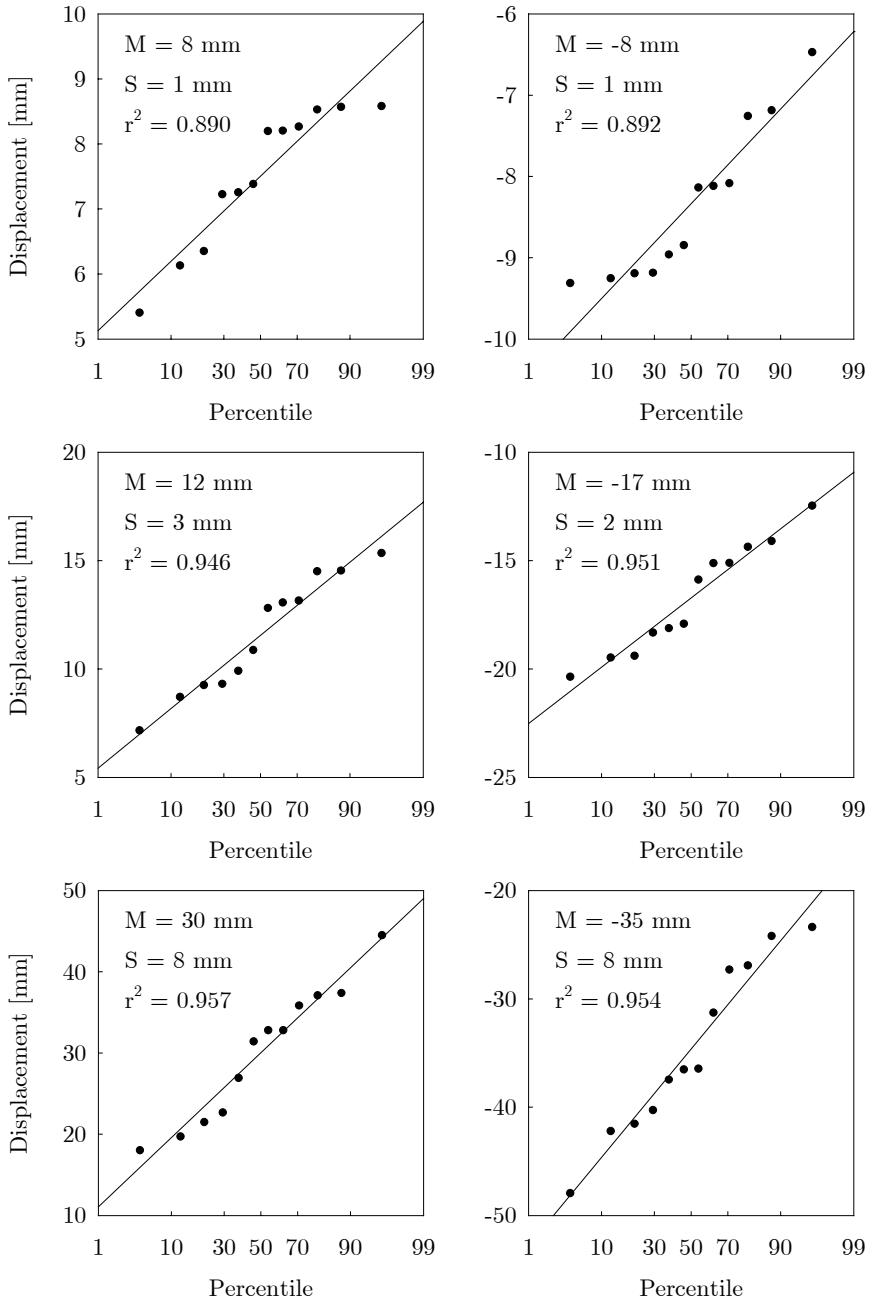 10
9
8
7
6
5
Displacement [mm]
M = 8 mm
S = 1 mm
r² = 0.890
1 10 30 50 70 90 99
Percentile
-6
-7
-8
-9
-10
M = -8 mm
S = 1 mm
r² = 0.892
1 10 30 50 70 90 99
Percentile
20
15
10
5
Displacement [mm]
M = 12 mm
S = 3 mm
r² = 0.946
1 10 30 50 70 90 99
Percentile
-10
-15
-20
-25
M = -17 mm
S = 2 mm
r² = 0.951
1 10 30 50 70 90 99
Percentile
50
40
30
20
10
Displacement [mm]
M = 30 mm
S = 8 mm
r² = 0.957
1 10 30 50 70 90 99
Percentile
-20
-30
-40
-50
M = -35 mm
S = 8 mm
r² = 0.954
1 10 30 50 70 90 99
Percentile